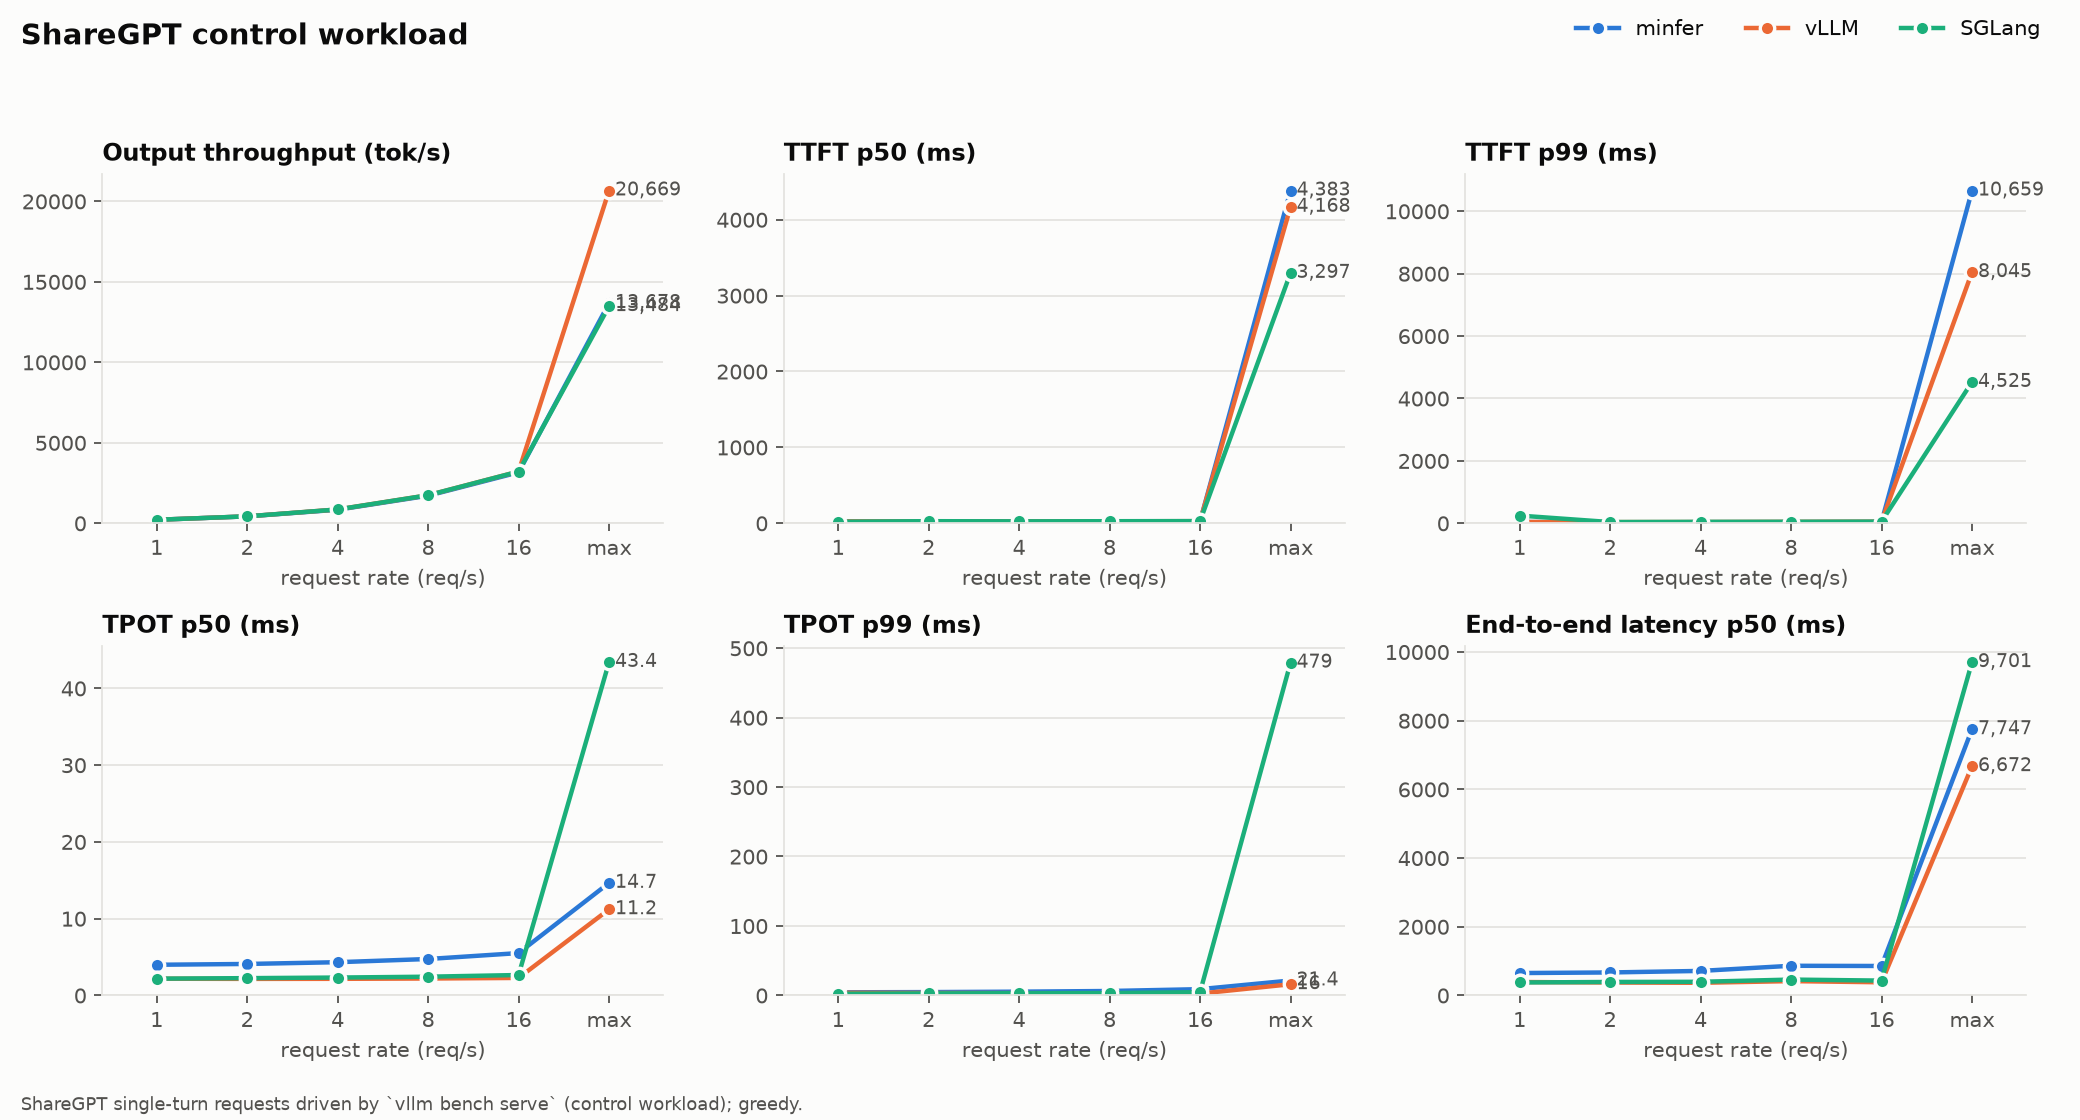 ShareGPT control workload
minfer vLLM SGLang
Output throughput (tok/s)
20000
15000
10000
5000
0
20,669
1 2 4 8 16 max
request rate (req/s)
TTFT p50 (ms)
4000
3000
2000
1000
0
4,383
4,168
3,297
1 2 4 8 16 max
request rate (req/s)
TTFT p99 (ms)
10000
8000
6000
4000
2000
0
10,659
8,045
4,525
1 2 4 8 16 max
request rate (req/s)
TPOT p50 (ms)
40
30
20
10
0
43.4
14.7
11.2
1 2 4 8 16 max
request rate (req/s)
TPOT p99 (ms)
500
400
300
200
100
0
479
21.4
16
1 2 4 8 16 max
request rate (req/s)
End-to-end latency p50 (ms)
10000
8000
6000
4000
2000
0
9,701
7,747
6,672
1 2 4 8 16 max
request rate (req/s)
ShareGPT single-turn requests driven by `vllm bench serve` (control workload); greedy.